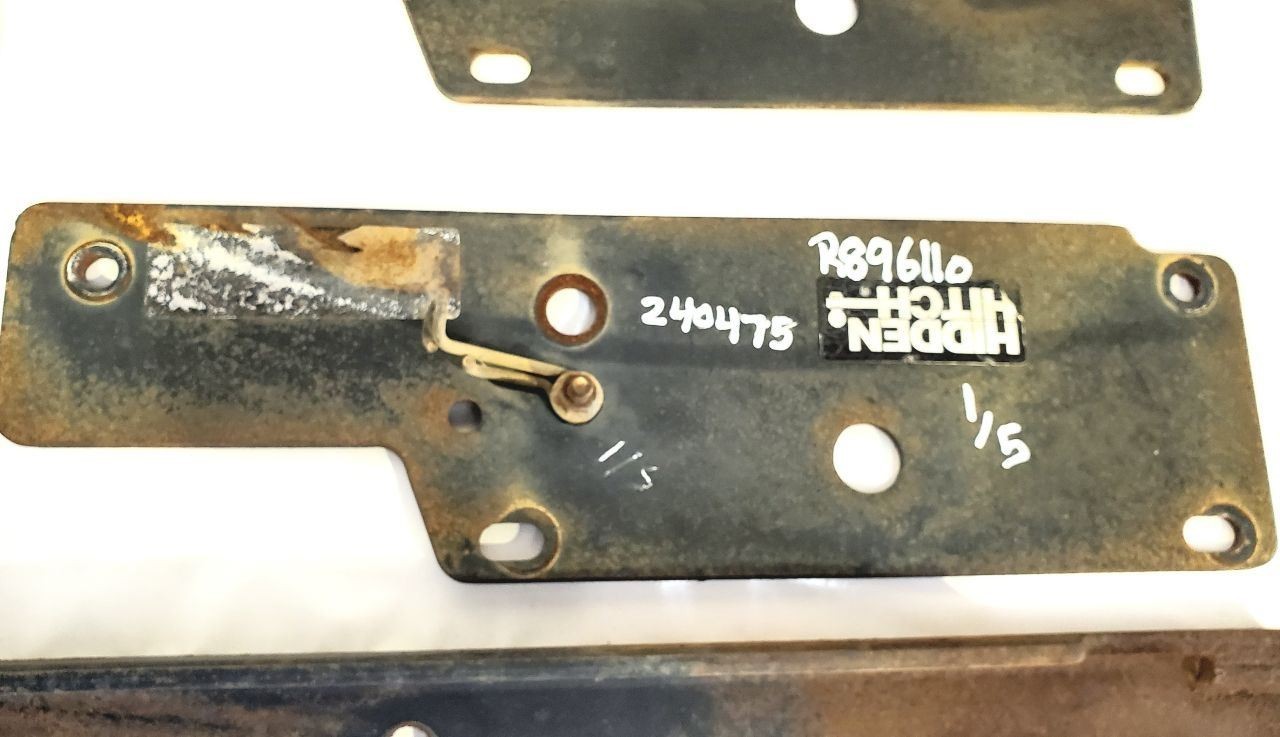 R896110
240475
HIDDEN
HITCH
1/5
1/5